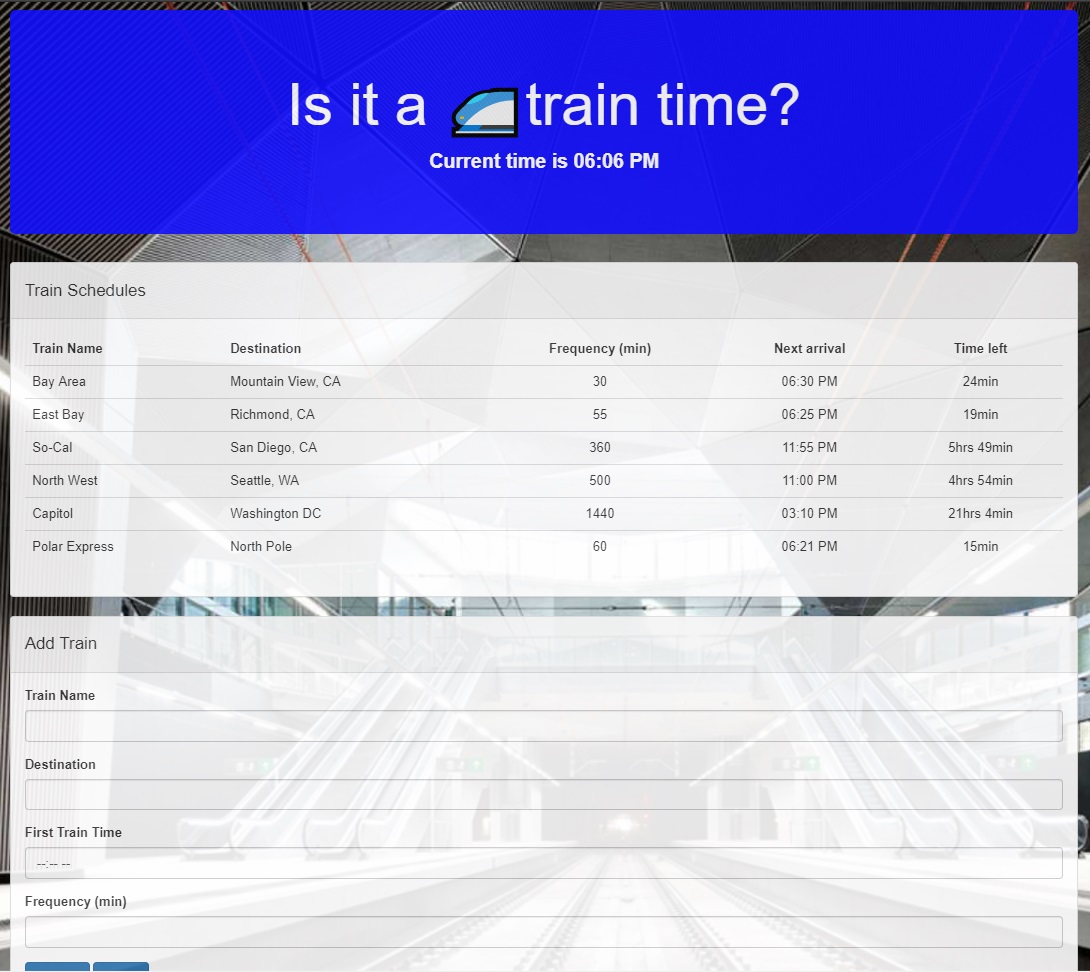 Is it a train time?
Current time is 06:06 PM
Train Schedules
Train Name Destination Frequency (min) Next arrival Time left
Bay Area Mountain View, CA 30 06:30 PM 24min
East Bay Richmond, CA 55 06:25 PM 19min
So-Cal San Diego, CA 360 11:55 PM 5hrs 49min
North West Seattle, WA 500 11:00 PM 4hrs 54min
Capitol Washington DC 1440 03:10 PM 21hrs 4min
Polar Express North Pole 60 06:21 PM 15min
Add Train
Train Name
Destination
First Train Time
--:-- --
Frequency (min)